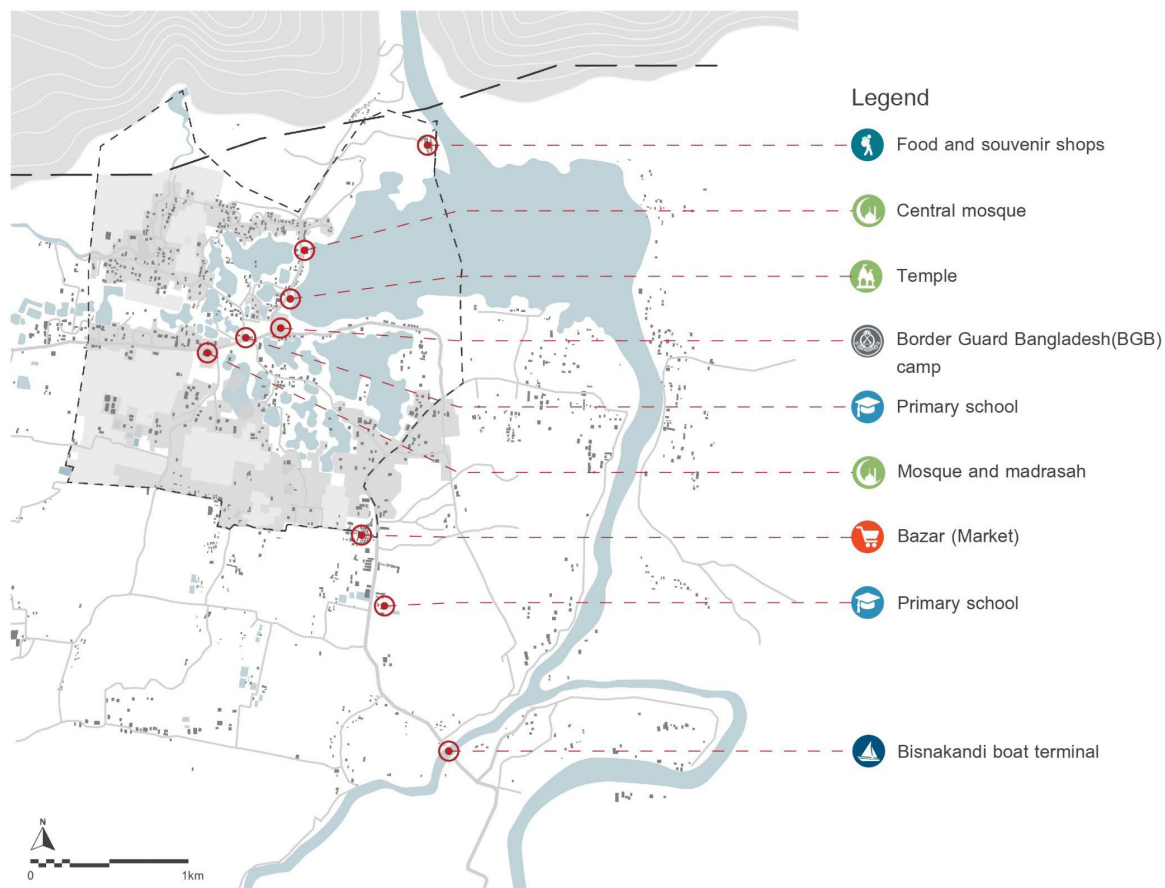 Legend
Food and souvenir shops
Central mosque
Temple
Border Guard Bangladesh(BGB)
camp
Primary school
Mosque and madrasah
Bazar (Market)
Primary school
Bisnakandi boat terminal
N
0 1km